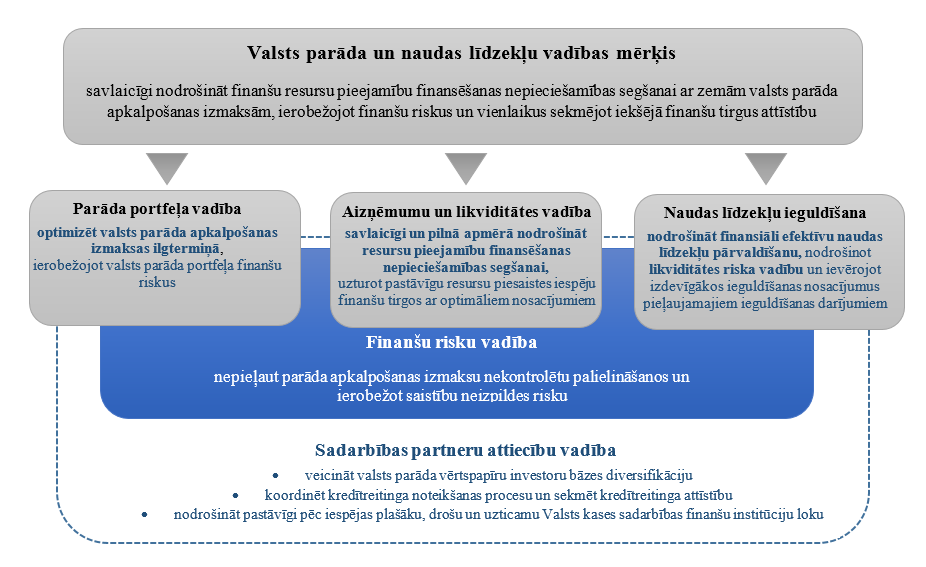 Valsts parāda un naudas līdzekļu vadības mērķis
savlaicīgi nodrošināt finanšu resursu pieejamību finansēšanas nepieciešamības segšanai ar zemām valsts parāda
apkalpošanas izmaksām, ierobežojot finanšu riskus un vienlaikus sekmējot iekšējā finanšu tirgus attīstību
Parāda portfeļa vadība
optimizēt valsts parāda apkalpošanas
izmaksas ilgtermiņā,
ierobežojot valsts parāda portfeļa finanšu
riskus
Aizņēmumu un likviditātes vadība
savlaicīgi un pilnā apmērā nodrošināt
resursu pieejamību finansēšanas
nepieciešamības segšanai,
uzturot pastāvīgu resursu piesaistes iespēju
finanšu tirgos ar optimāliem nosacījumiem
Naudas līdzekļu ieguldīšana
nodrošināt finansiāli efektīvu naudas
līdzekļu pārvaldīšanu, nodrošinot
likviditātes riska vadību un ievērojot
izdevīgākos ieguldīšanas nosacījumus
pieļaujamajiem ieguldīšanas darījumiem
Finanšu risku vadība
nepieļaut parāda apkalpošanas izmaksu nekontrolētu palielināšanos un
ierobežot saistību neizpildes risku
Sadarbības partneru attiecību vadība
• veicināt valsts parāda vērtspapīru investoru bāzes diversifikāciju
• koordinēt kredītreitinga noteikšanas procesu un sekmēt kredītreitinga attīstību
• nodrošināt pastāvīgi pēc iespējas plašāku, drošu un uzticamu Valsts kases sadarbības finanšu institūciju loku